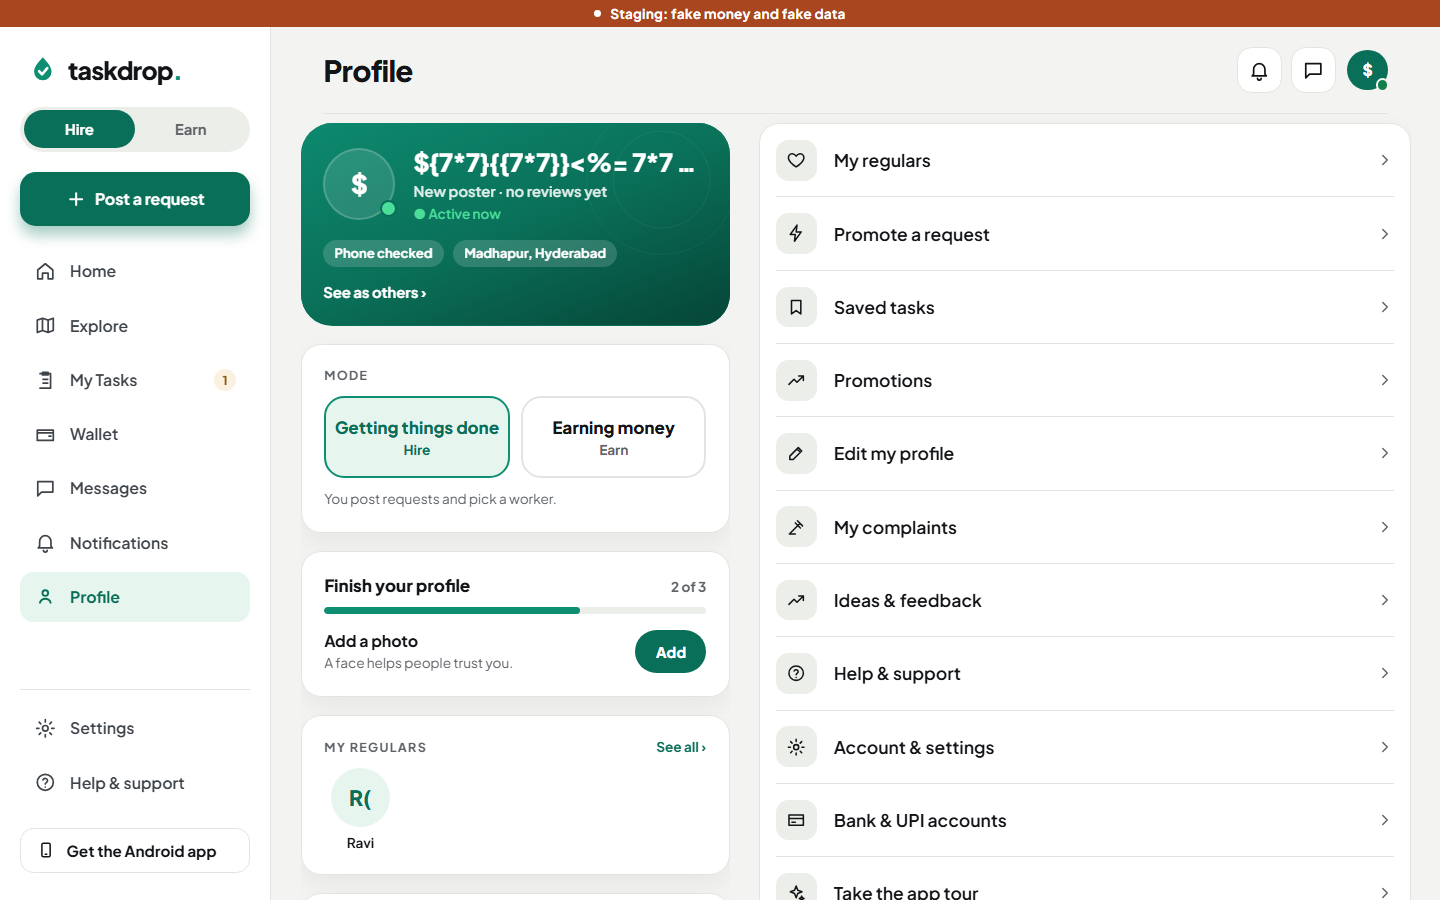 Staging: fake money and fake data
taskdrop.
Hire
Earn
Post a request
Home
Explore
My Tasks
1
Wallet
Messages
Notifications
Profile
Settings
Help & support
Get the Android app
Profile
$
$
${7*7}{{7*7}}<%= 7*7 ...
New poster · no reviews yet
Active now
Phone checked
Madhapur, Hyderabad
See as others ›
MODE
Getting things done
Hire
Earning money
Earn
You post requests and pick a worker.
Finish your profile
2 of 3
Add a photo
A face helps people trust you.
Add
MY REGULARS
See all ›
R(
Ravi
My regulars
Promote a request
Saved tasks
Promotions
Edit my profile
My complaints
Ideas & feedback
Help & support
Account & settings
Bank & UPI accounts
Take the app tour